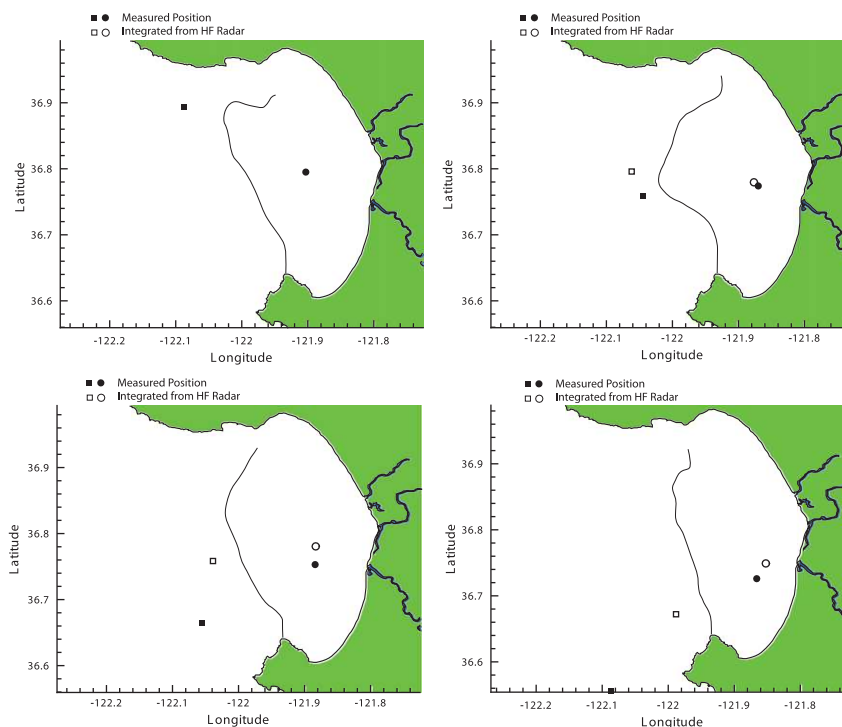 ■ ● Measured Position
□ ○ Integrated from HF Radar
36.9
36.8
36.7
36.6
Latitude
-122.2 -122.1 -122 -121.9 -121.8
Longitude
■ ● Measured Position
□ ○ Integrated from HF Radar
36.9
36.8
36.7
36.6
Latitude
-122.2 -122.1 -122 -121.9 -121.8
Longitude
■ ● Measured Position
□ ○ Integrated from HF Radar
36.9
36.8
36.7
36.6
Latitude
-122.2 -122.1 -122 -121.9 -121.8
Longitude
■ ● Measured Position
□ ○ Integrated from HF Radar
36.9
36.8
36.7
36.6
Latitude
-122.2 -122.1 -122 -121.9 -121.8
Longitude